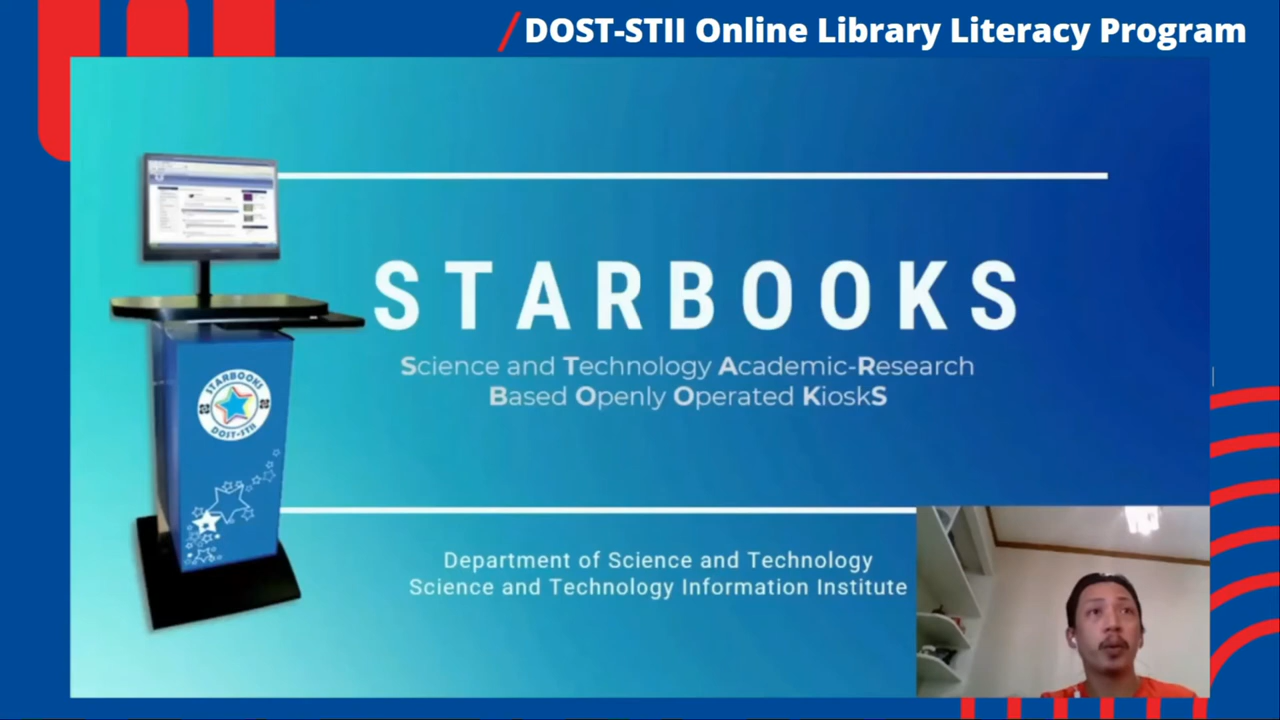 DOST-STII Online Library Literacy Program
STARBOOKS
Science and Technology Academic-Research
Based Openly Operated KioskS
STARBOOKS
DOST-STII
Department of Science and Technology
Science and Technology Information Institute